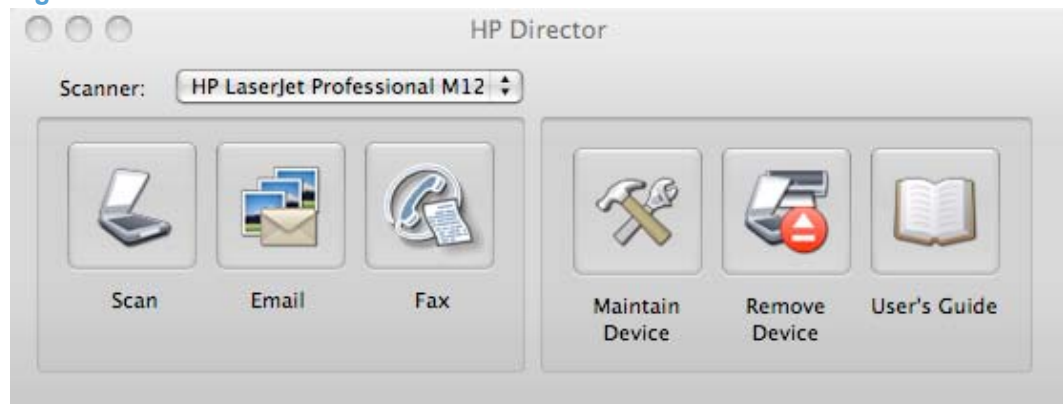 HP Director
Scanner: HP LaserJet Professional M12
Scan Email Fax
Maintain Device Remove Device User's Guide